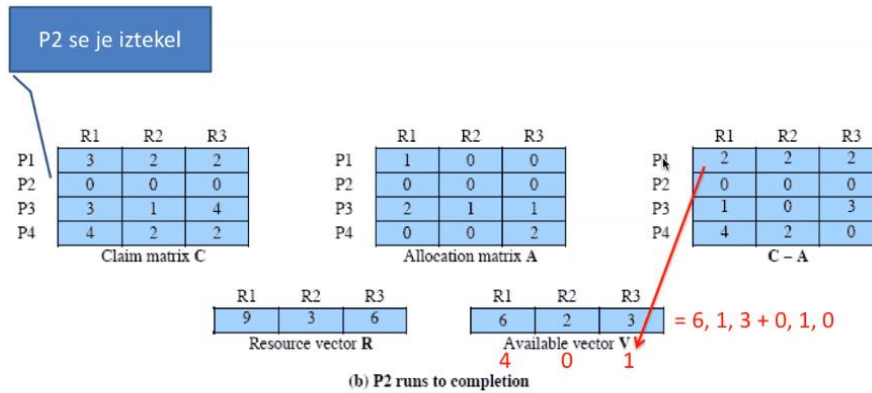 P2 se je iztekel
R1 R2 R3
P1 3 2 2
P2 0 0 0
P3 3 1 4
P4 4 2 2
Claim matrix C
R1 R2 R3
P1 1 0 0
P2 0 0 0
P3 2 1 1
P4 0 0 2
Allocation matrix A
R1 R2 R3
P1 2 2 2
P2 0 0 0
P3 1 0 3
P4 4 2 0
C – A
R1 R2 R3
9 3 6
Resource vector R
R1 R2 R3
6 2 3 = 6, 1, 3 + 0, 1, 0
Available vector V
4 0 1
(b) P2 runs to completion